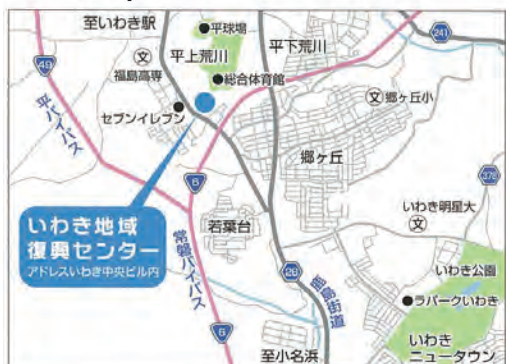 至いわき駅
平球場
平上荒川
平下荒川
241
49
文
福島高専
総合体育館
文 郷ヶ丘小
セブンイレブン
平バイパス
郷ヶ丘
6
376
いわき明星大
文
いわき地域
復興センター
アドレスいわき中央ビル内
若葉台
常磐バイパス
26
鹿島街道
いわき公園
ラパークいわき
6
至小名浜
いわき
ニュータウン